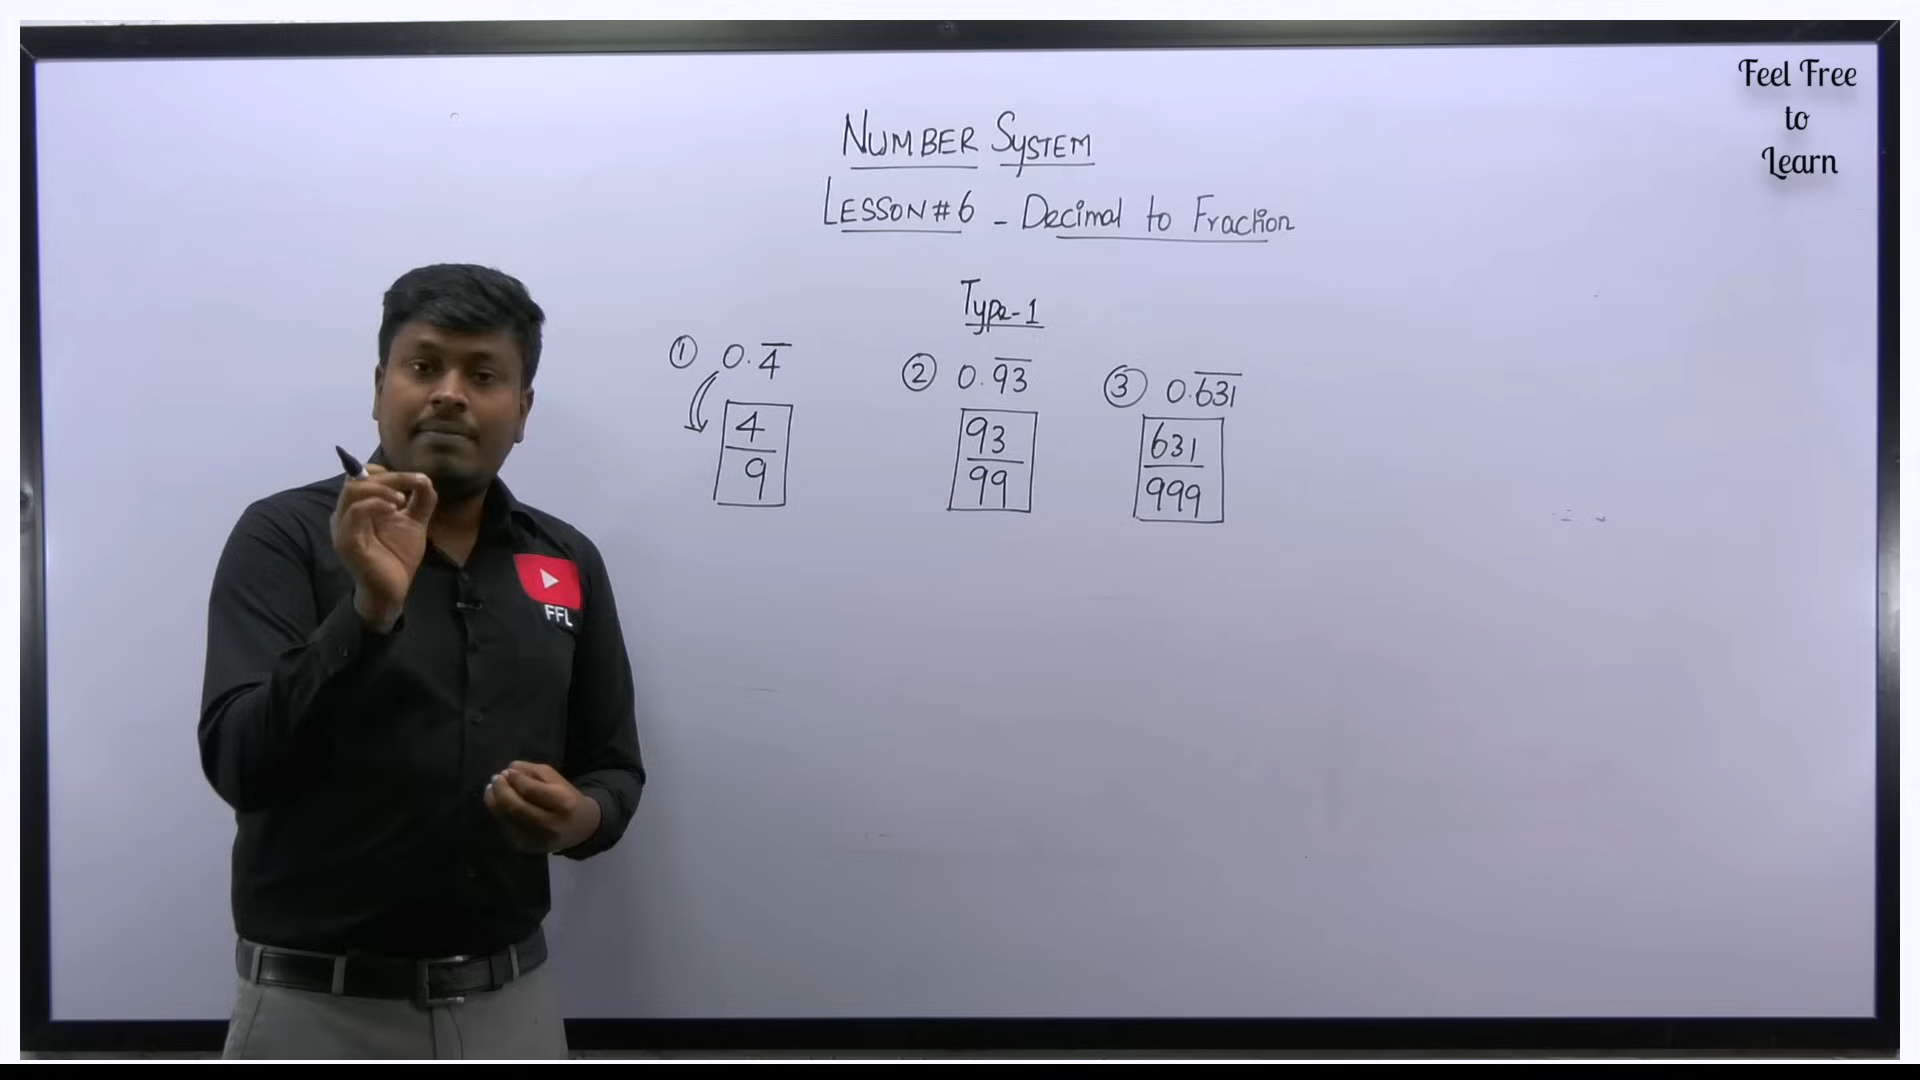 Feel Free
to
Learn
NUMBER SYSTEM
LESSON # 6 - Decimal to Fraction
Type-1
① 0.4̅
4
9
② 0.9̅3̅
93
99
③ 0.6̅3̅1̅
631
999
FFL